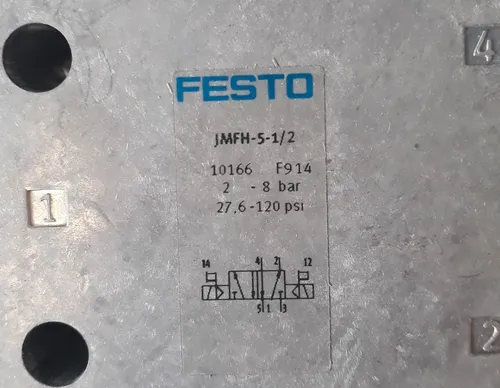 4
FESTO
JMFH-5-1/2
10166 F914
2 - 8 bar
27,6-120 psi
1
14 4 2 12
5 1 3
2